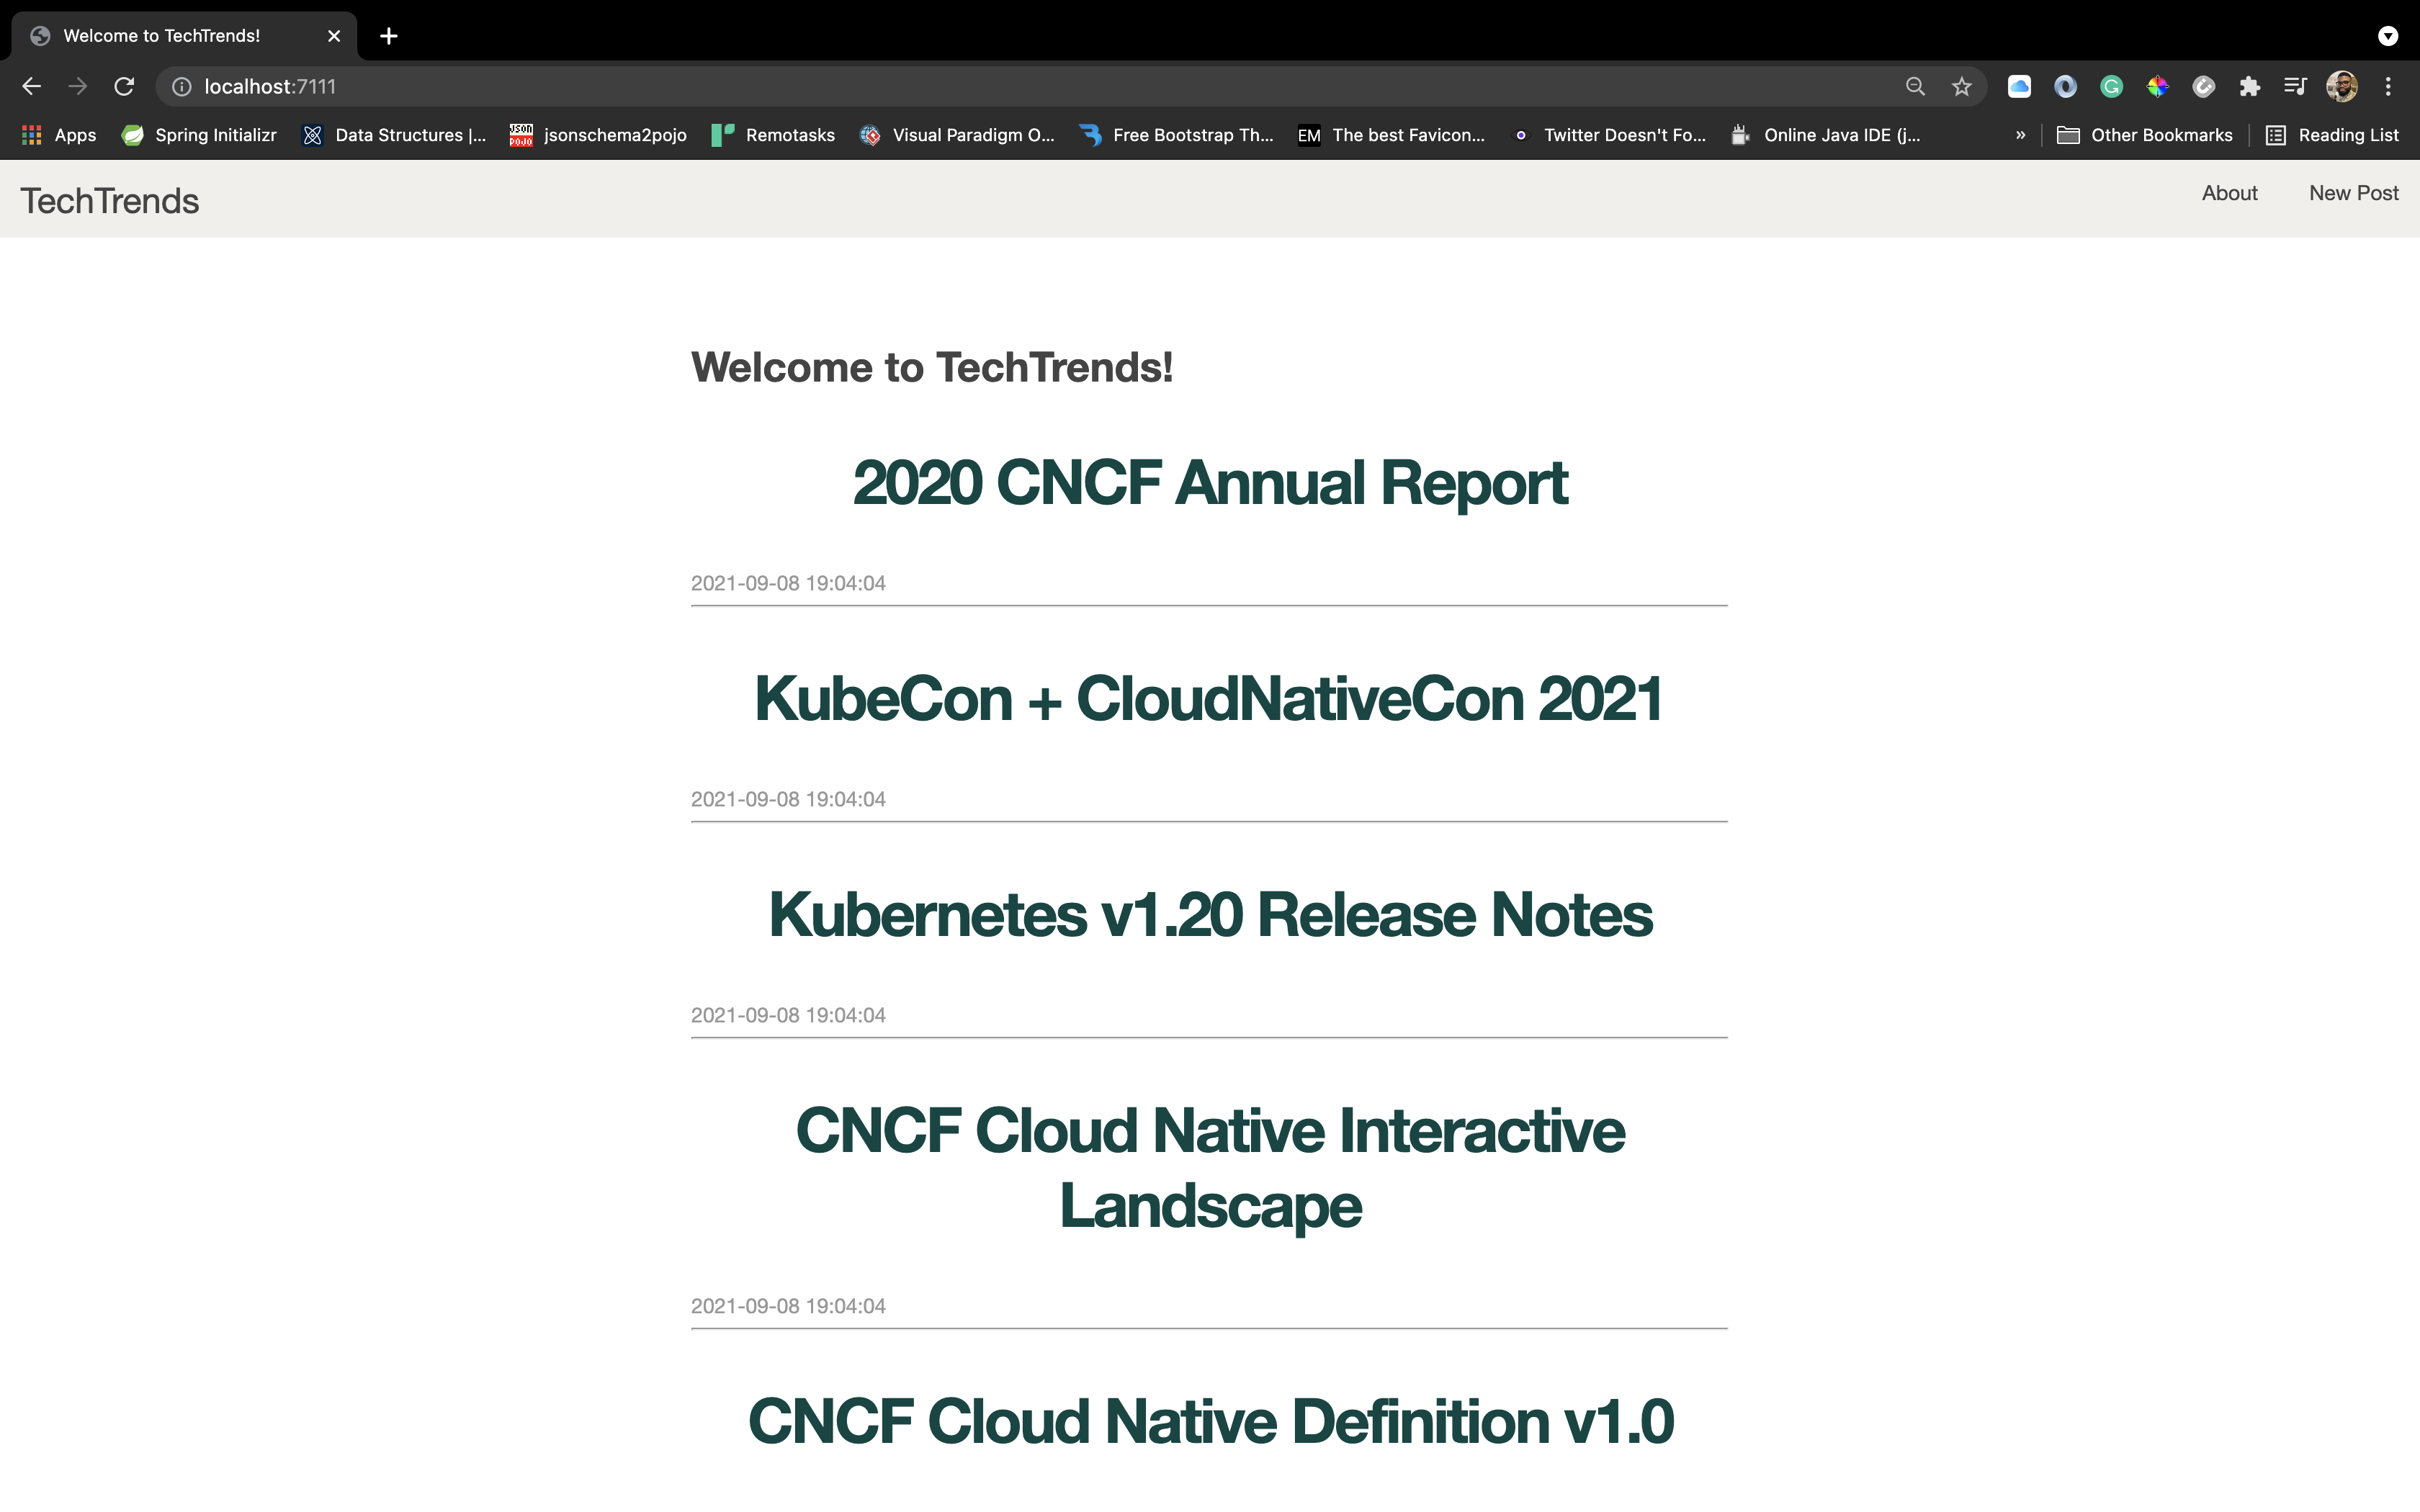 Welcome to TechTrends!
localhost:7111
Apps Spring Initializr Data Structures |... JSON POJO jsonschema2pojo Remotasks Visual Paradigm O... Free Bootstrap Th... EM The best Favicon... Twitter Doesn't Fo... Online Java IDE (j... » Other Bookmarks Reading List
TechTrends About New Post
Welcome to TechTrends!
2020 CNCF Annual Report
2021-09-08 19:04:04
KubeCon + CloudNativeCon 2021
2021-09-08 19:04:04
Kubernetes v1.20 Release Notes
2021-09-08 19:04:04
CNCF Cloud Native Interactive
Landscape
2021-09-08 19:04:04
CNCF Cloud Native Definition v1.0